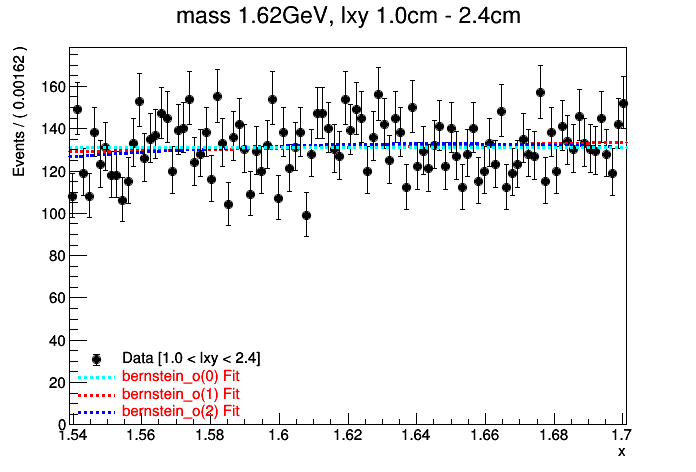 mass 1.62GeV, lxy 1.0cm - 2.4cm
Events / ( 0.00162 )
160
140
120
100
80
60
40
20
0
Data [1.0 < lxy < 2.4]
bernstein_o(0) Fit
bernstein_o(1) Fit
bernstein_o(2) Fit
1.54 1.56 1.58 1.6 1.62 1.64 1.66 1.68 1.7
x